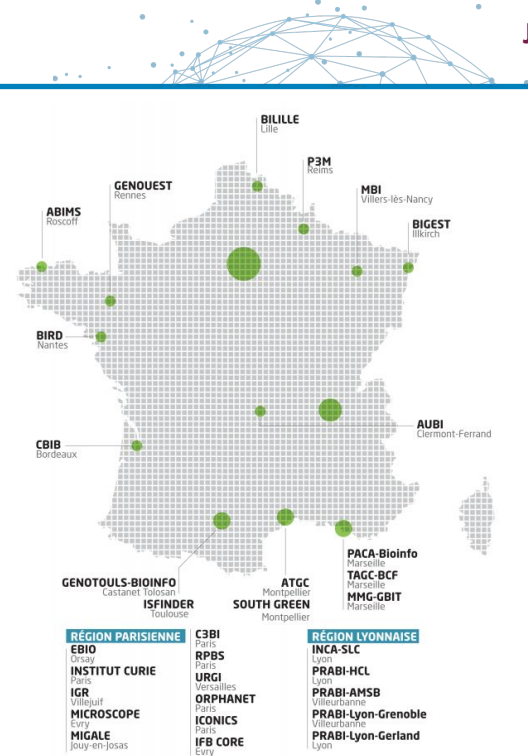 J
BILILLE
Lille
P3M
Reims
GENOUEST
Rennes
MBI
Villers-lès-Nancy
ABIMS
Roscoff
BIGEST
Illkirch
BIRD
Nantes
AUBI
Clermont-Ferrand
CBIB
Bordeaux
PACA-Bioinfo
Marseille
TAGC-BCF
Marseille
MMG-GBIT
Marseille
GENOTOULS-BIOINFO
Castanet Tolosan
ISFINDER
Toulouse
ATGC
Montpellier
SOUTH GREEN
Montpellier
RÉGION PARISIENNE
EBIO
Orsay
INSTITUT CURIE
Paris
IGR
Villejuif
MICROSCOPE
Evry
MIGALE
Jouy-en-Josas
C3BI
Paris
RPBS
Paris
URGI
Versailles
ORPHANET
Paris
ICONICS
Paris
IFB CORE
Evry
RÉGION LYONNAISE
INCA-SLC
Lyon
PRABI-HCL
Lyon
PRABI-AMSB
Villeurbanne
PRABI-Lyon-Grenoble
Villeurbanne
PRABI-Lyon-Gerland
Lyon